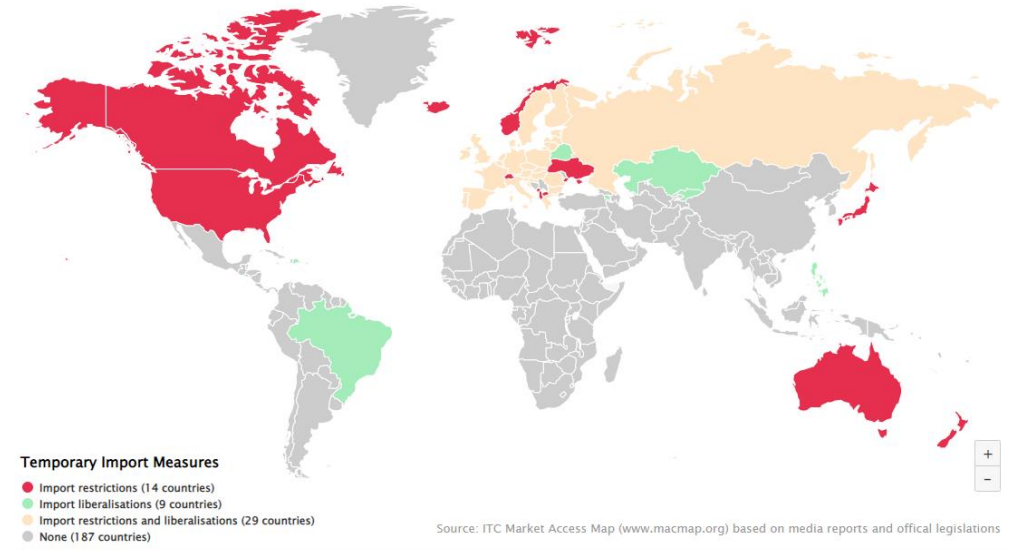 Temporary Import Measures
Import restrictions (14 countries)
Import liberalisations (9 countries)
Import restrictions and liberalisations (29 countries)
None (187 countries)
+
−
Source: ITC Market Access Map (www.macmap.org) based on media reports and offical legislations